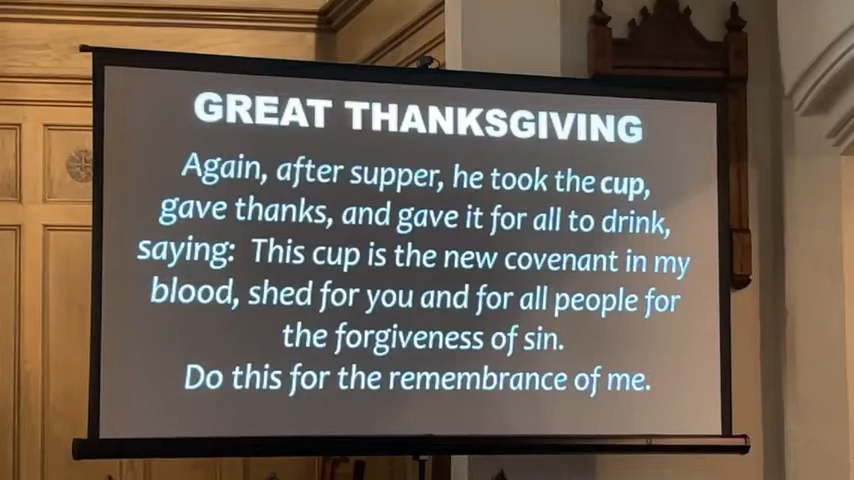 GREAT THANKSGIVING
Again, after supper, he took the cup,
gave thanks, and gave it for all to drink,
saying: This cup is the new covenant in my
blood, shed for you and for all people for
the forgiveness of sin.
Do this for the remembrance of me.